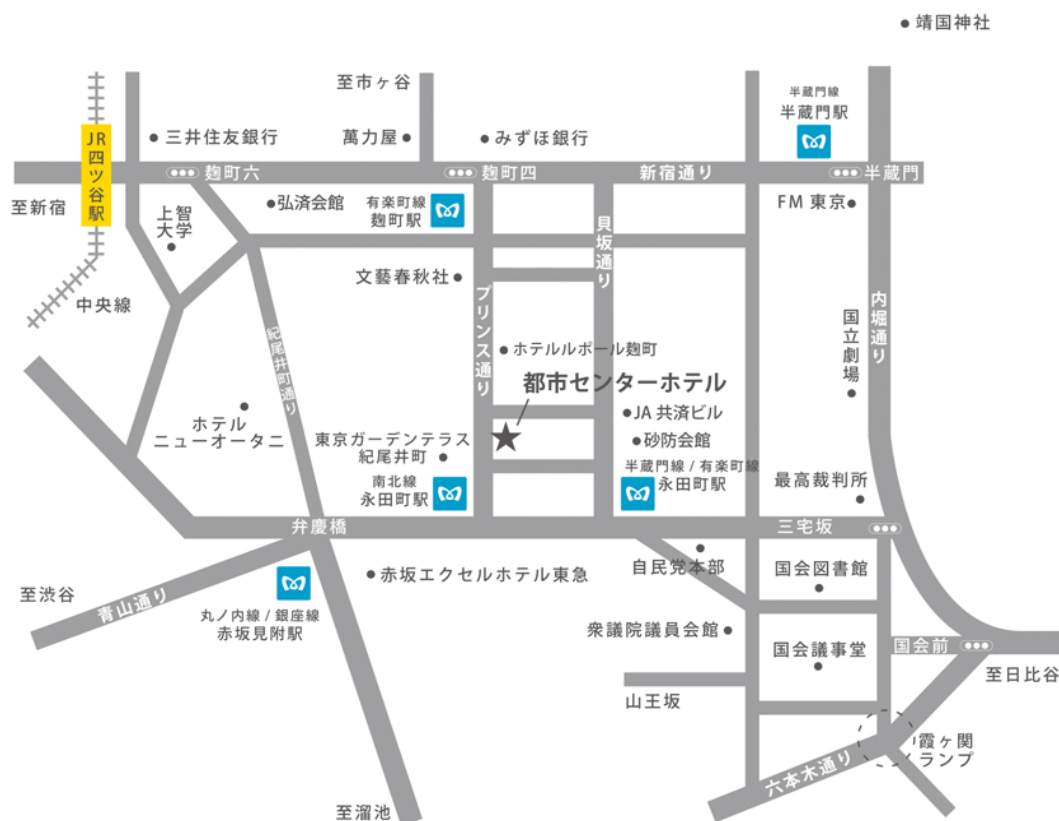 靖国神社
至市ヶ谷
半蔵門線
半蔵門駅
JR四ツ谷駅
三井住友銀行
萬力屋
みずほ銀行
麹町六
麹町四
新宿通り
半蔵門
至新宿
上智
大学
弘済会館
有楽町線
麹町駅
貝坂通り
FM 東京
中央線
文藝春秋社
プリンス通り
内堀通り
国立劇場
紀尾井町通り
ホテルルポール麹町
都市センターホテル
ホテル
ニューオータニ
東京ガーデンテラス
紀尾井町
JA 共済ビル
砂防会館
南北線
永田町駅
半蔵門線 / 有楽町線
永田町駅
最高裁判所
弁慶橋
三宅坂
至渋谷
青山通り
丸ノ内線 / 銀座線
赤坂見附駅
赤坂エクセルホテル東急
自民党本部
国会図書館
衆議院議員会館
国会議事堂
国会前
至日比谷
山王坂
霞ヶ関
ランプ
六本木通り
至溜池